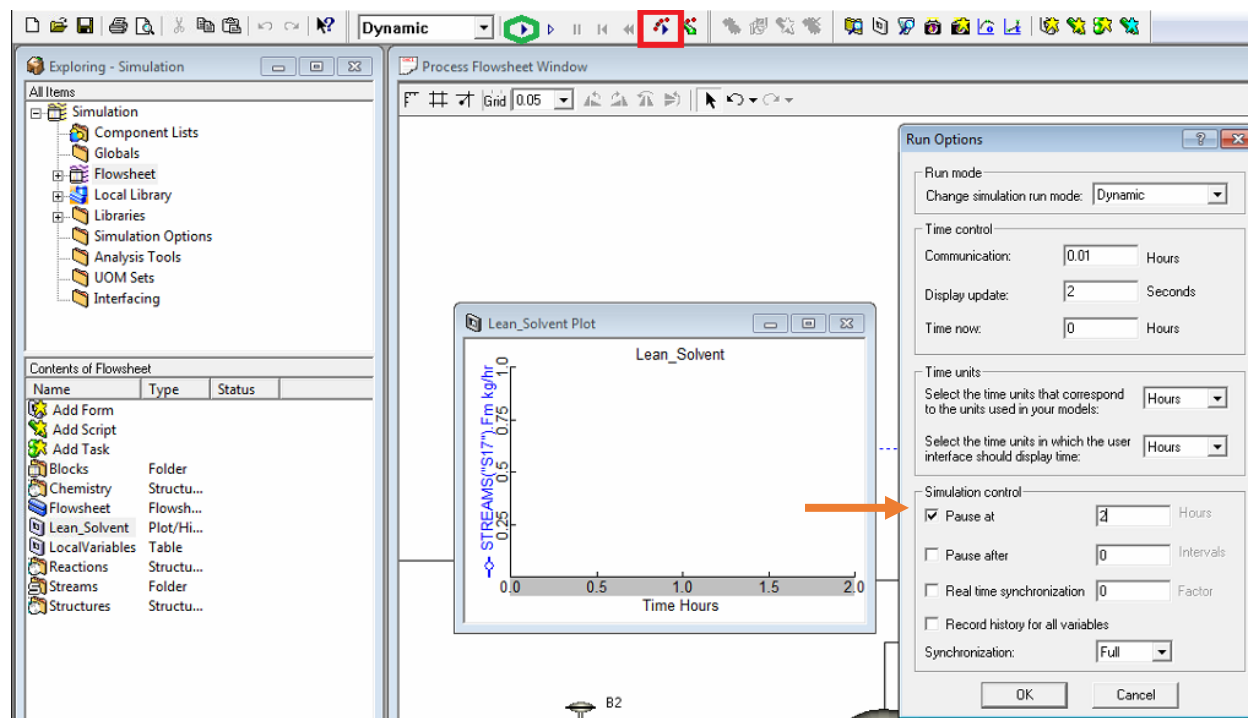 Dynamic
Exploring - Simulation
All Items
Simulation
Component Lists
Globals
Flowsheet
Local Library
Libraries
Simulation Options
Analysis Tools
UOM Sets
Interfacing
Contents of Flowsheet
Name Type Status
Add Form
Add Script
Add Task
Blocks Folder
Chemistry Structu...
Flowsheet Flowsh...
Lean_Solvent Plot/Hi...
LocalVariables Table
Reactions Structu...
Streams Folder
Structures Structu...
Process Flowsheet Window
Grid 0.05
Lean_Solvent Plot
Lean_Solvent
STREAMS("S17").Fm kg/hr
1.0
0.75
0.5
0.25
0.0 0.5 1.0 1.5 2.0
Time Hours
B2
Run Options
Run mode
Change simulation run mode: Dynamic
Time control
Communication: 0.01 Hours
Display update: 2 Seconds
Time now: 0 Hours
Time units
Select the time units that correspond
to the units used in your models: Hours
Select the time units in which the user
interface should display time: Hours
Simulation control
Pause at 2 Hours
Pause after 0 Intervals
Real time synchronization 0 Factor
Record history for all variables
Synchronization: Full
OK Cancel